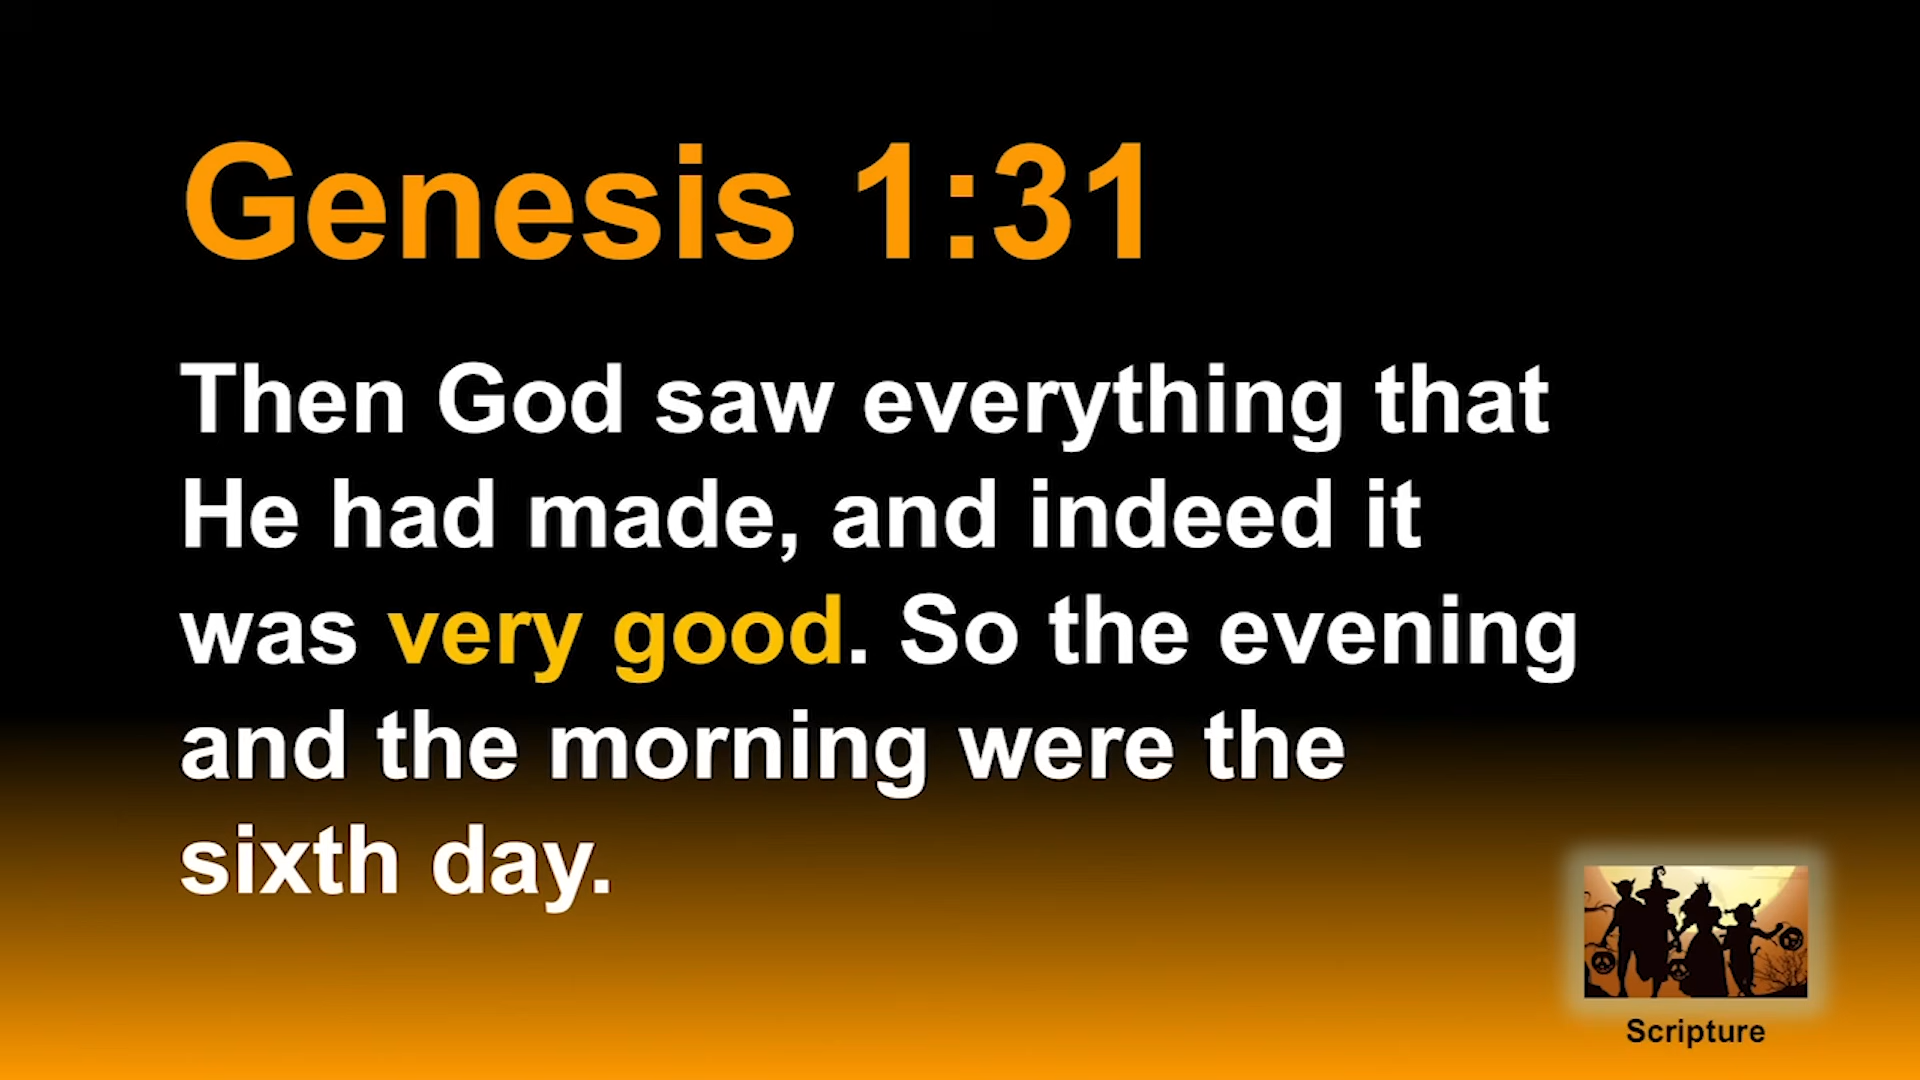 Genesis 1:31
Then God saw everything that
He had made, and indeed it
was very good. So the evening
and the morning were the
sixth day.
Scripture